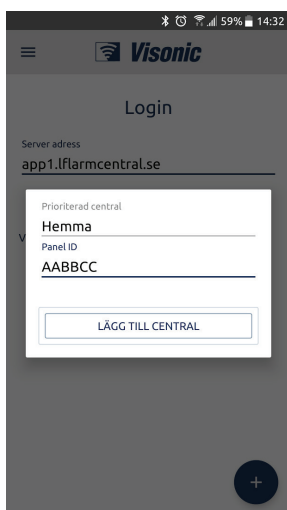 59% 14:32
Visonic
Login
Server adress
app1.lflarmcentral.se
Prioriterad central
Hemma
V
Panel ID
AABBCC
LÄGG TILL CENTRAL
+